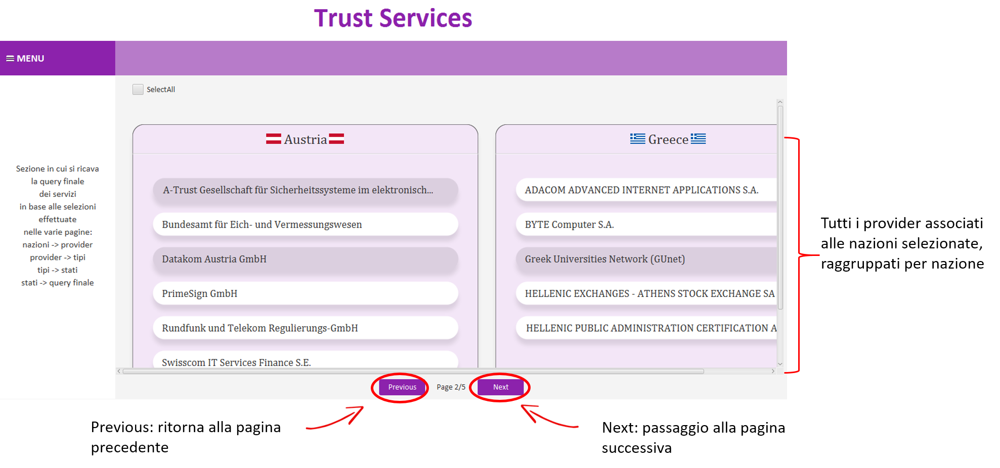 Trust Services
MENU
SelectAll
Sezione in cui si ricava
la query finale
dei servizi
in base alle selezioni
effettuate
nelle varie pagine:
nazioni -> provider
provider -> tipi
tipi -> stati
stati -> query finale
Austria
A-Trust Gesellschaft für Sicherheitssysteme im elektronisch...
Bundesamt für Eich- und Vermessungswesen
Datakom Austria GmbH
PrimeSign GmbH
Rundfunk und Telekom Regulierungs-GmbH
Swisscom IT Services Finance S.E.
Greece
ADACOM ADVANCED INTERNET APPLICATIONS S.A.
BYTE Computer S.A.
Greek Universities Network (GUnet)
HELLENIC EXCHANGES - ATHENS STOCK EXCHANGE SA
HELLENIC PUBLIC ADMINISTRATION CERTIFICATION A
Tutti i provider associati
alle nazioni selezionate,
raggruppati per nazione
Previous
Page 2/5
Next
Previous: ritorna alla pagina
precedente
Next: passaggio alla pagina
successiva